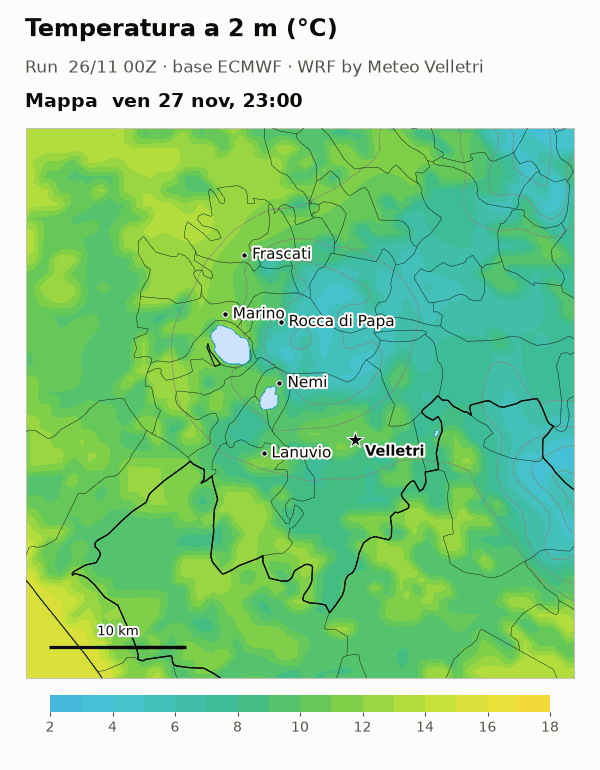 Temperatura a 2 m (°C)
Run  26/11 00Z · base ECMWF · WRF by Meteo Velletri
Mappa  ven 27 nov, 23:00
Frascati
Marino
Rocca di Papa
Nemi
Velletri
Lanuvio
10 km
2 4 6 8 10 12 14 16 18